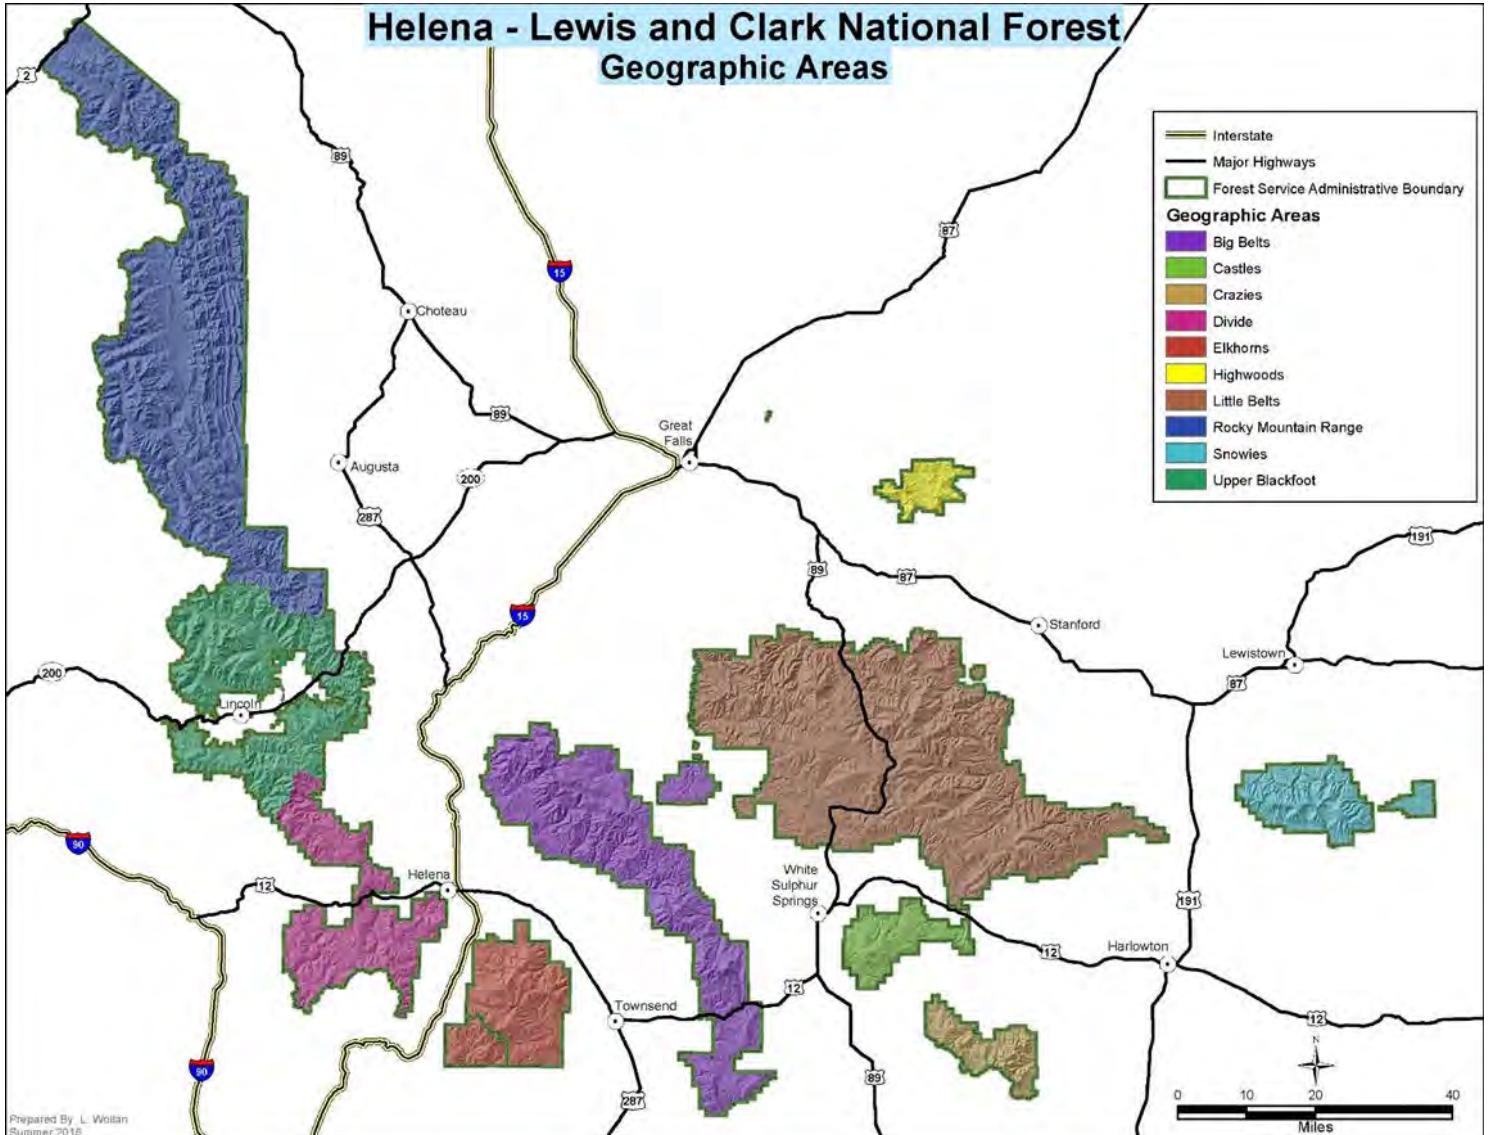 Helena - Lewis and Clark National Forest
Geographic Areas
Interstate
Major Highways
Forest Service Administrative Boundary
Geographic Areas
Big Belts
Castles
Crazies
Divide
Elkhorns
Highwoods
Little Belts
Rocky Mountain Range
Snowies
Upper Blackfoot
2
89
87
15
Choteau
89
Great
Falls
Augusta
200
287
191
89
87
15
Stanford
Lewistown
87
200
Lincoln
90
Helena
12
White
Sulphur
Springs
191
Harlowton
12
12
Townsend
12
N
90
89
287
0 10 20 40
Miles
Prepared By L. Woitan
Summer 2016